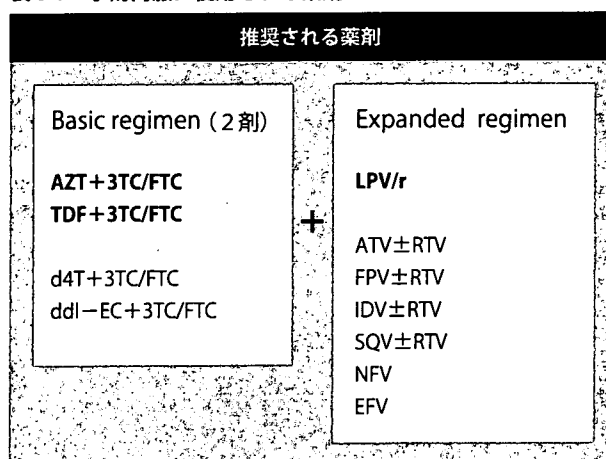 推奨される薬剤
Basic regimen (2剤)
AZT+3TC/FTC
TDF+3TC/FTC
d4T+3TC/FTC
ddI-EC+3TC/FTC
+
Expanded regimen
LPV/r
ATV±RTV
FPV±RTV
IDV±RTV
SQV±RTV
NFV
EFV